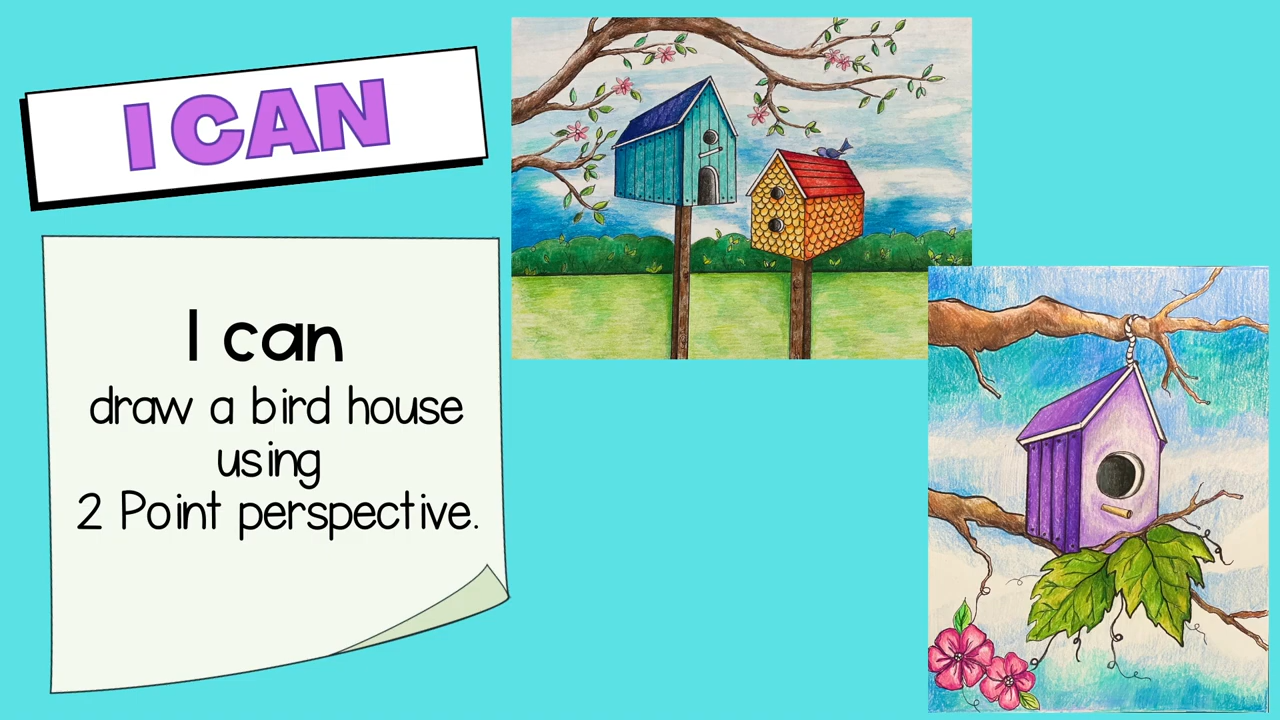 I CAN
I can
draw a bird house
using
2 Point perspective.